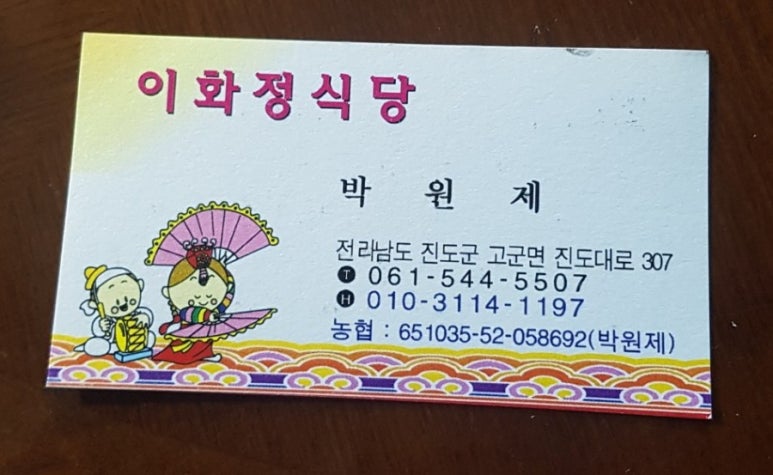 이화정식당
박 원 제
전라남도 진도군 고군면 진도대로 307
T 061-544-5507
H 010-3114-1197
농협 : 651035-52-058692(박원제)